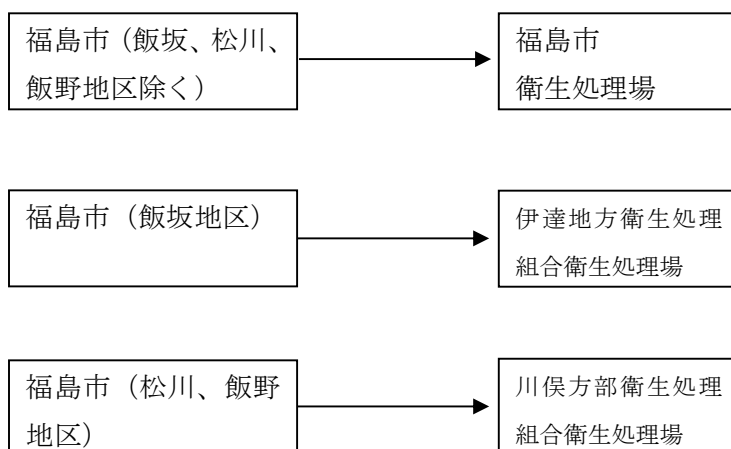 福島市（飯坂、松川、
飯野地区除く）
福島市
衛生処理場
福島市（飯坂地区）
伊達地方衛生処理
組合衛生処理場
福島市（松川、飯野
地区）
川俣方部衛生処理
組合衛生処理場